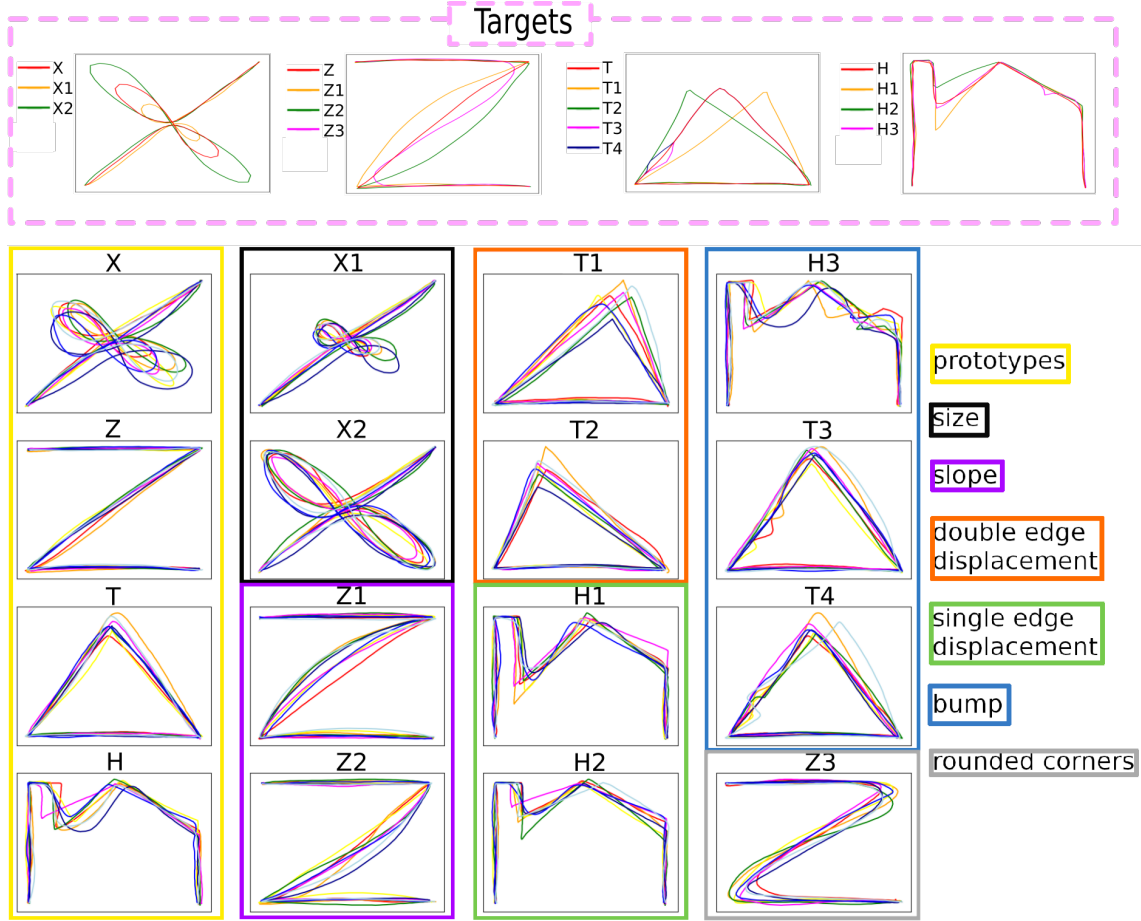 Targets
X
X1
X2
Z
Z1
Z2
Z3
T
T1
T2
T3
T4
H
H1
H2
H3
X
X1
T1
H3
Z
X2
T2
T3
T
Z1
H1
T4
H
Z2
H2
Z3
prototypes
size
slope
double edge
displacement
single edge
displacement
bump
rounded corners